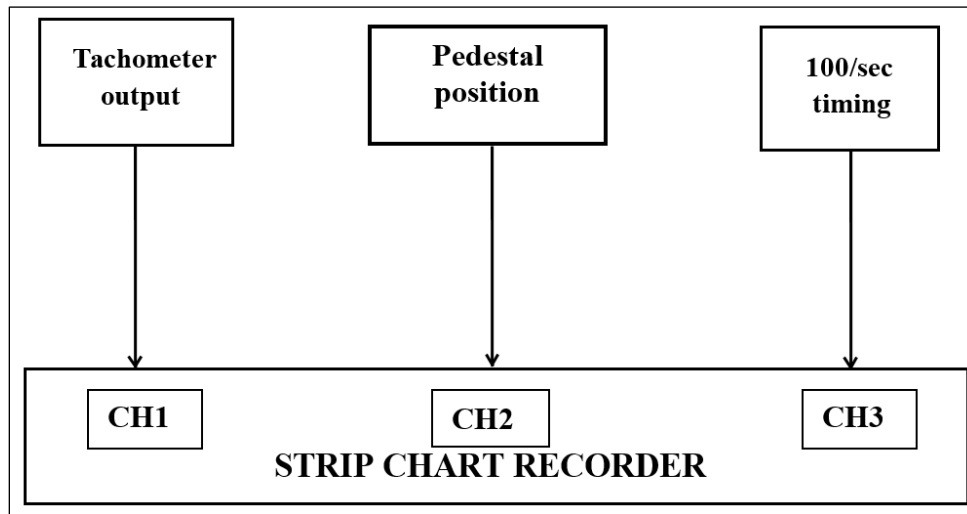 Tachometer
output
Pedestal
position
100/sec
timing
CH1
CH2
CH3
STRIP CHART RECORDER